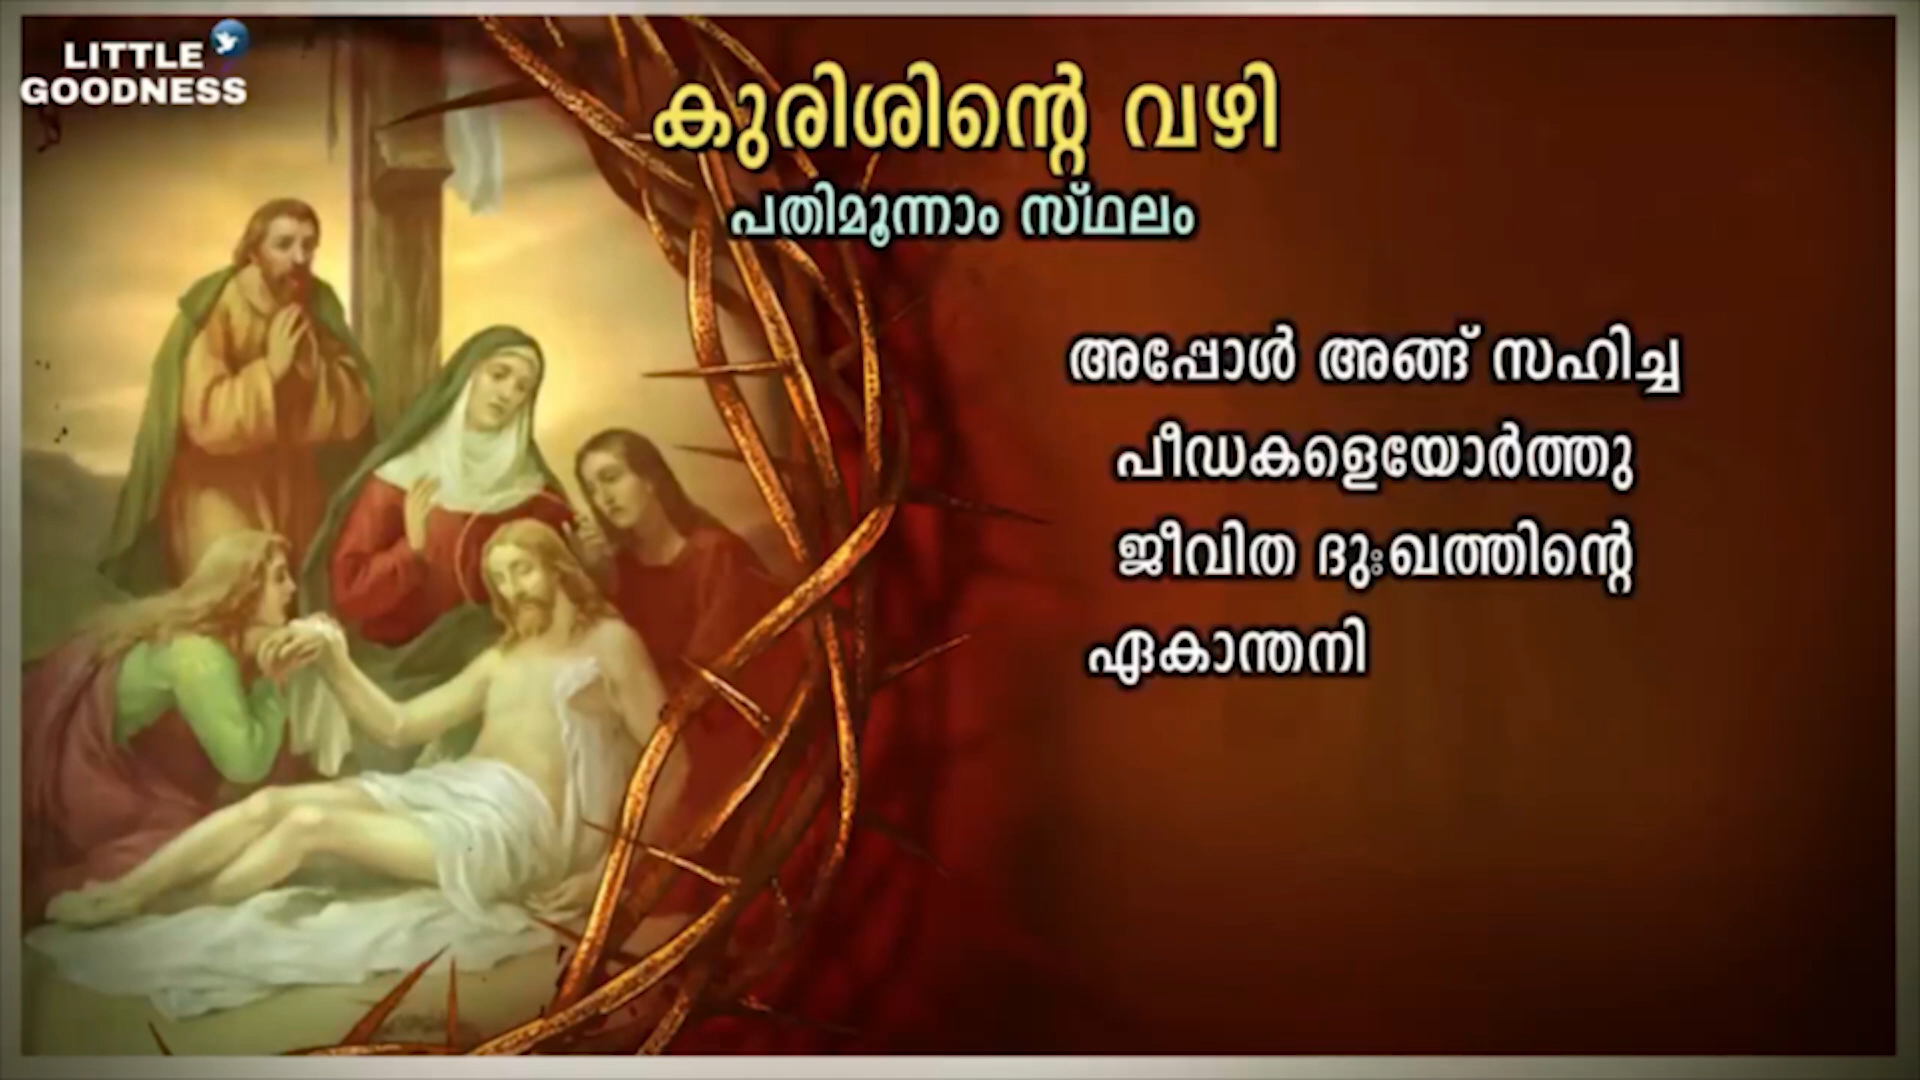 LITTLE
GOODNESS
കുരിശിന്റെ വഴി
പതിമൂന്നാം സ്ഥലം
അപ്പോൾ അങ്ങ് സഹിച്ച
പീഡകളെയോർത്തു
ജീവിത ദുഃഖത്തിന്റെ
ഏകാന്തനി